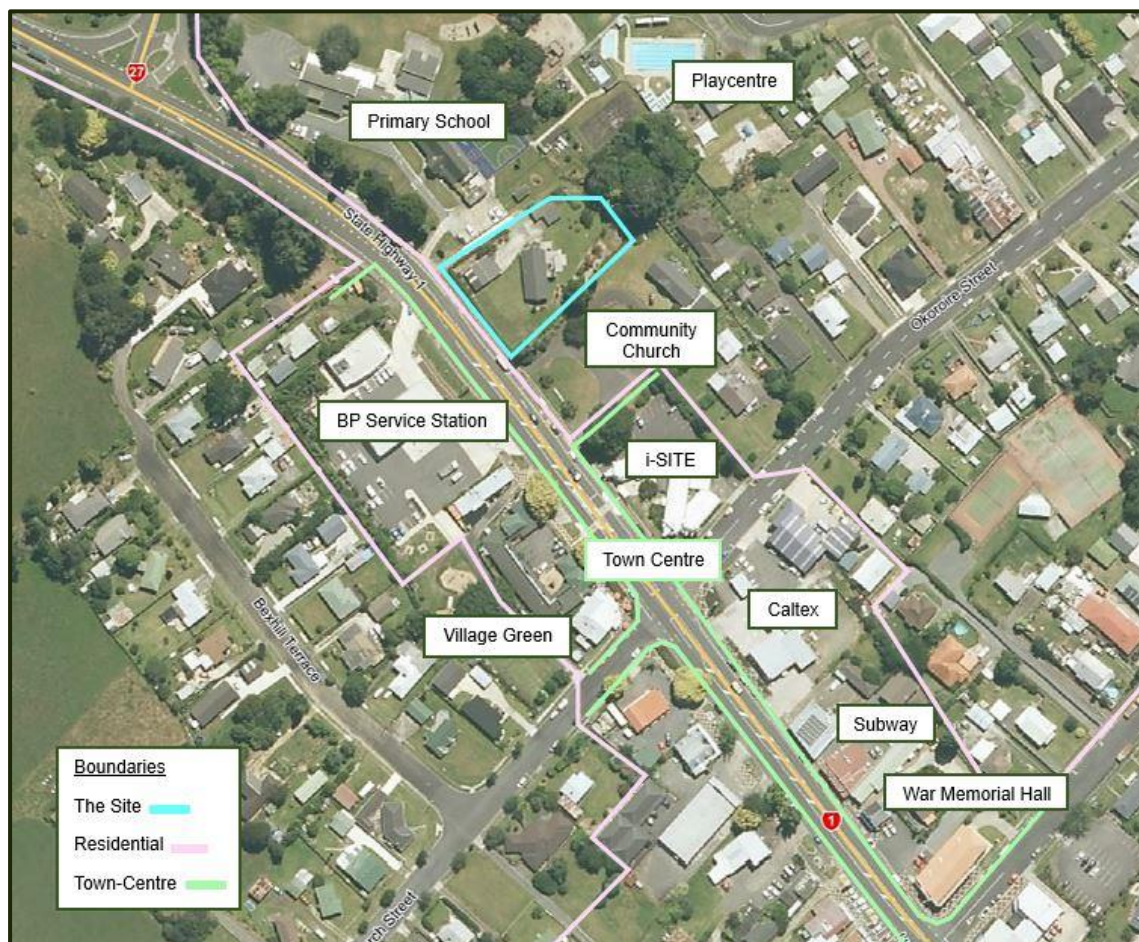 27
Playcentre
Primary School
State Highway 1
Okoroire Street
Community
Church
BP Service Station
i-SITE
Town Centre
Caltex
Village Green
Bexhill Terrace
Subway
War Memorial Hall
1
Boundaries
The Site
Residential
Town-Centre
Street